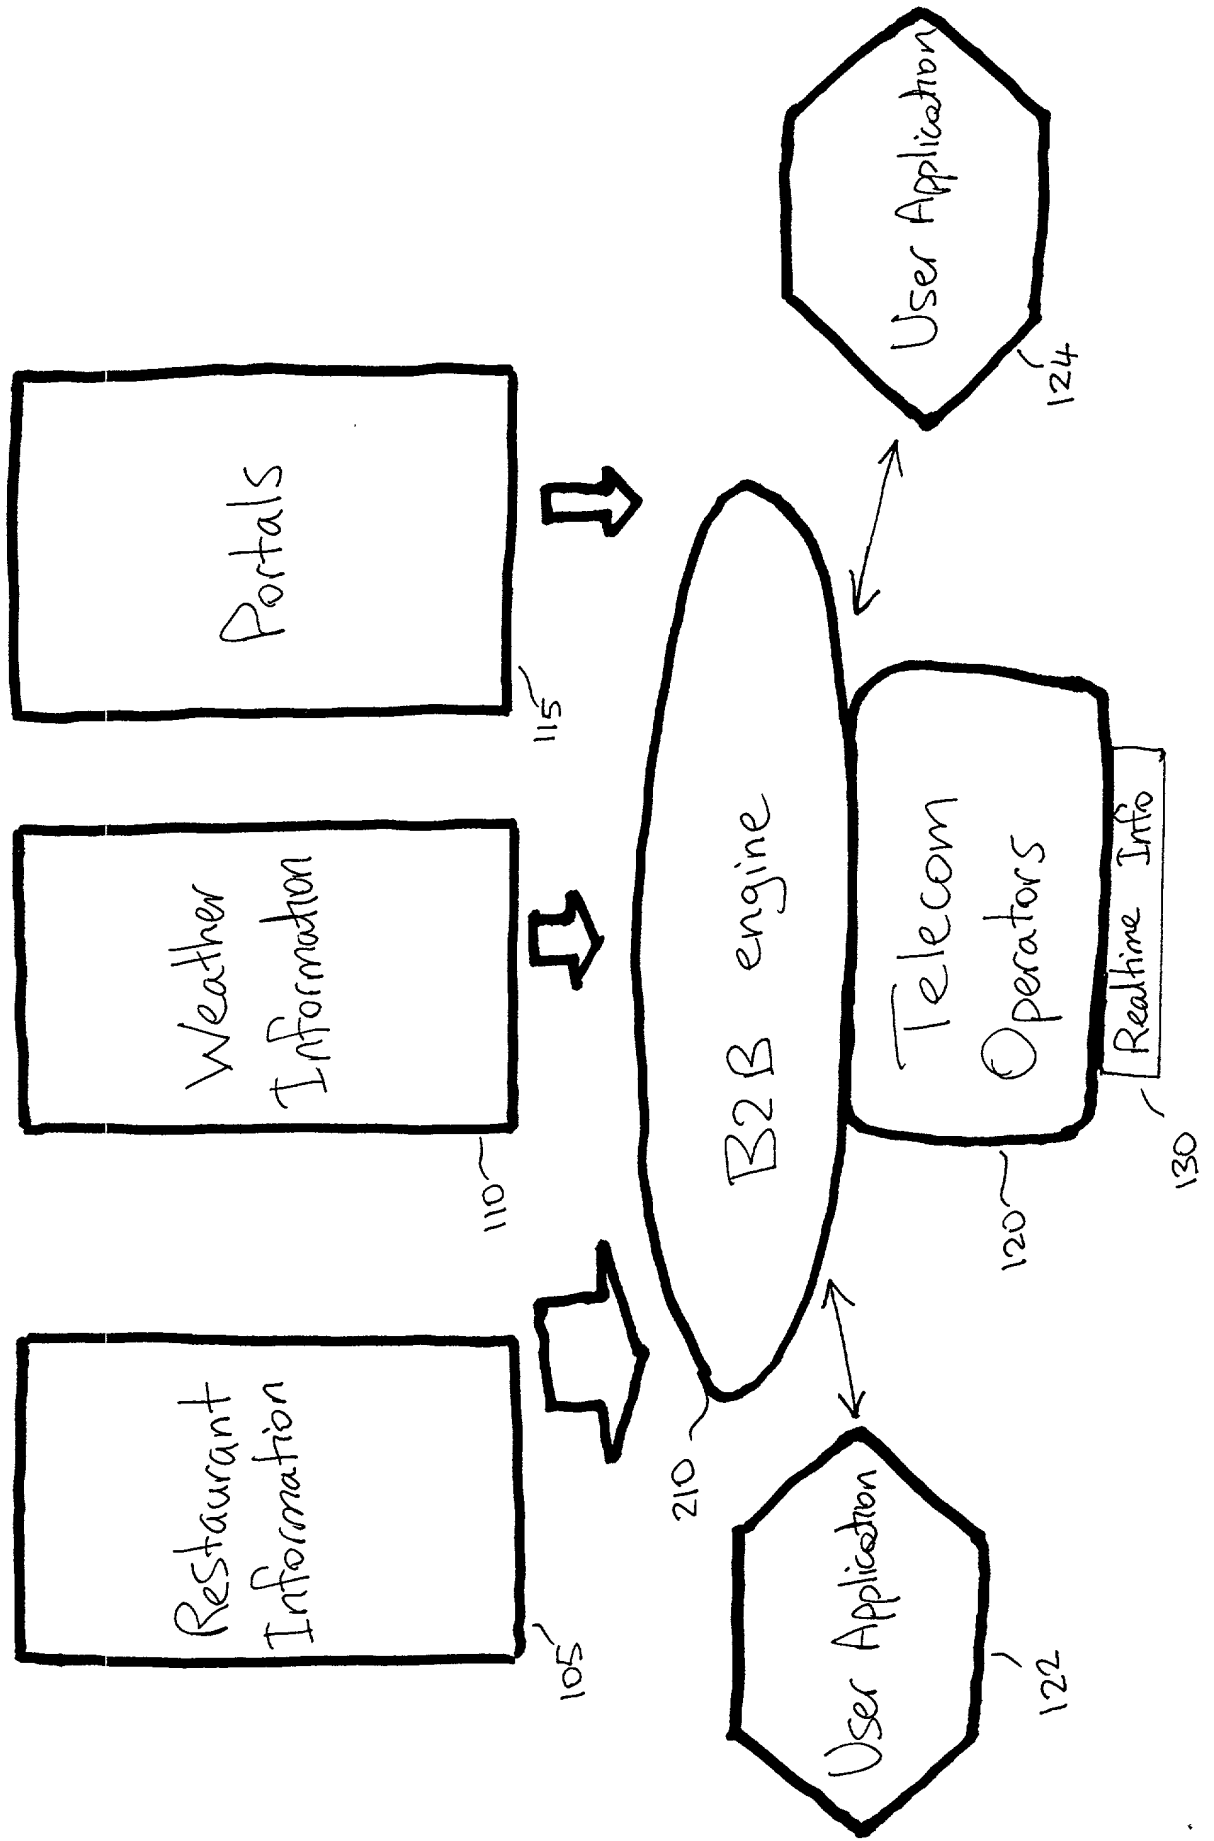 Restaurant
Information
105
Weather
Information
110
Portals
115
B2B engine
210
Telecom
Operators
120
Realtime Info
130
User Application
122
User Application
124